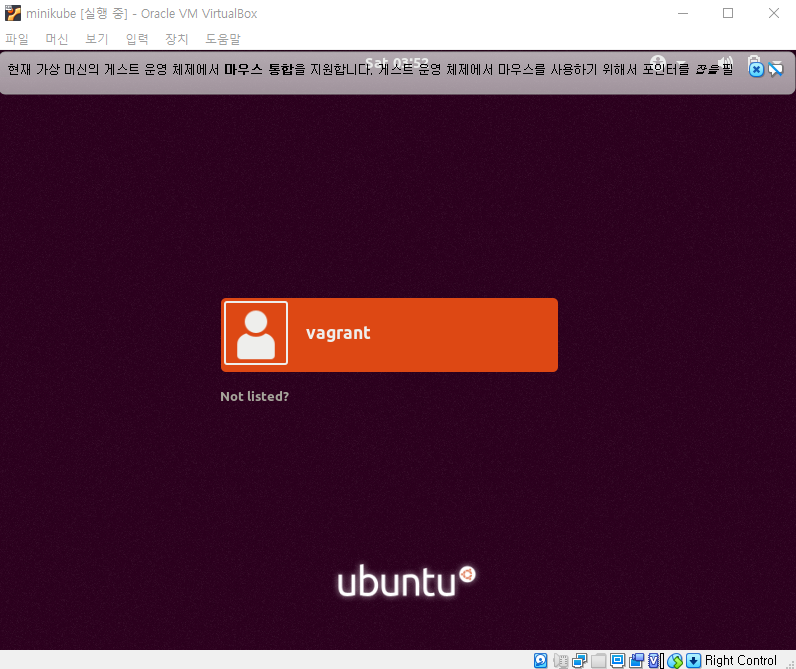 minikube [실행 중] - Oracle VM VirtualBox
파일 머신 보기 입력 장치 도움말
Sat 03:52
현재 가상 머신의 게스트 운영 체제에서 마우스 통합을 지원합니다. 게스트 운영 체제에서 마우스를 사용하기 위해서 포인터를 필
vagrant
Not listed?
ubuntu
Right Control